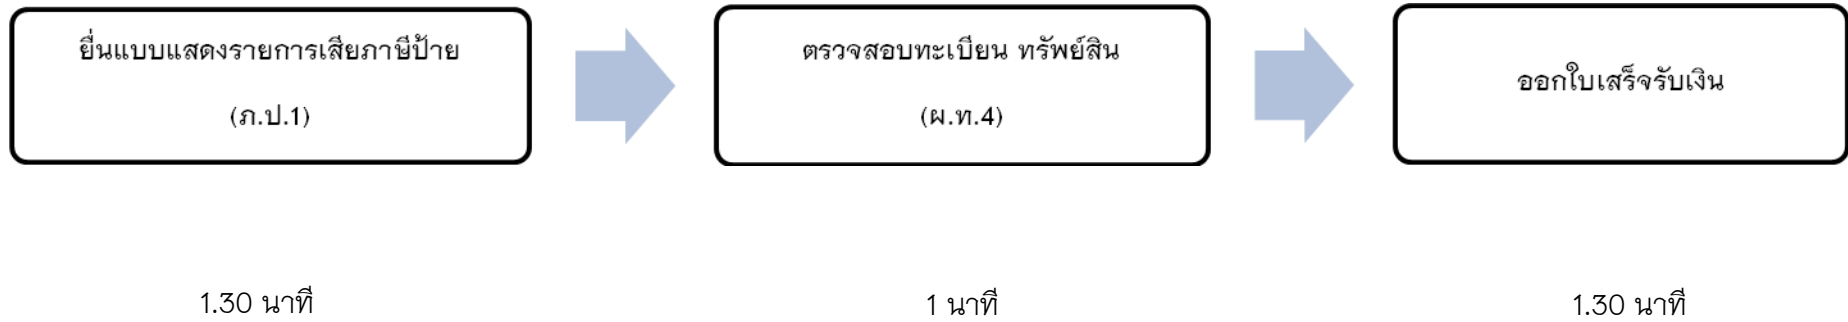 ยื่นแบบแสดงรายการเสียภาษีป้าย
(ภ.ป.1)
ตรวจสอบทะเบียน ทรัพย์สิน
(ผ.ท.4)
ออกใบเสร็จรับเงิน
1.30 นาที
1 นาที
1.30 นาที